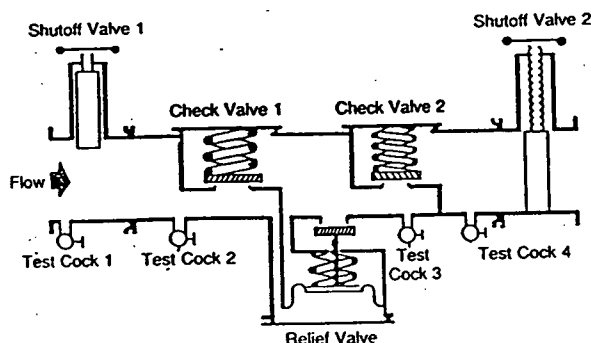 Shutoff Valve 1
Shutoff Valve 2
Check Valve 1
Check Valve 2
Flow
Test Cock 1
Test Cock 2
Test
Cock 3
Test Cock 4
Relief Valve